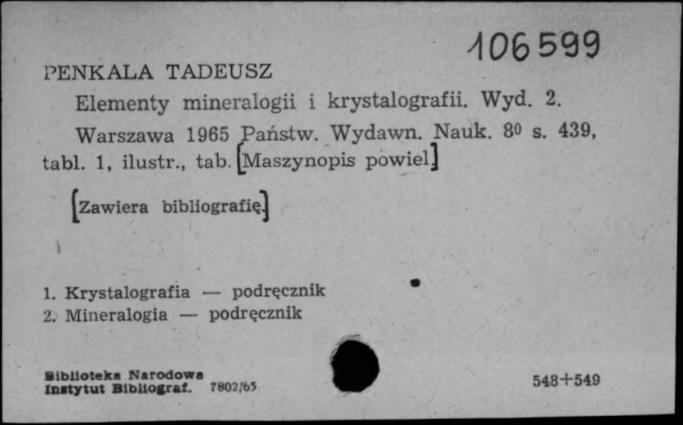 106599
PENKALA TADEUSZ
Elementy mineralogii i krystalografii. Wyd. 2.
Warszawa 1965 Państw. Wydawn. Nauk. 8⁰ s. 439,
tabl. 1, ilustr., tab. [Maszynopis powiel.]
[Zawiera bibliografię.]
1. Krystalografia — podręcznik
2. Mineralogia — podręcznik
Biblioteka Narodowa
Instytut Bibliograf. 7802/65
548+549